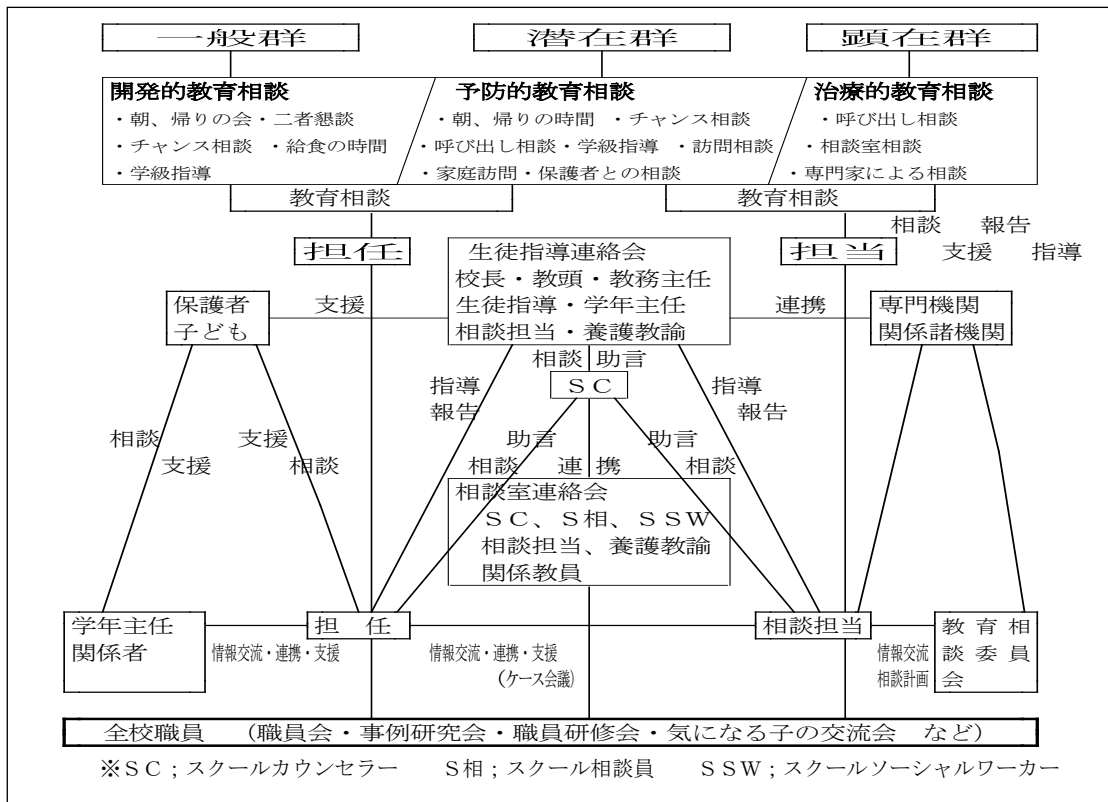 一般群　潜在群　顕在群
開発的教育相談
・朝、帰りの会・二者懇談
・チャンス相談　・給食の時間
・学級指導
予防的教育相談
・朝、帰りの時間　・チャンス相談
・呼び出し相談・学級指導　・訪問相談
・家庭訪問・保護者との相談
治療的教育相談
・呼び出し相談
・相談室相談
・専門家による相談
教育相談　教育相談
相談　報告
支援　指導
担任
担当
生徒指導連絡会
校長・教頭・教務主任
生徒指導・学年主任
相談担当・養護教諭
保護者
子ども
支援
連携
専門機関
関係諸機関
相談　助言
ＳＣ
指導
報告
指導
報告
相談
支援
支援
相談
助言
相談
連　携
助言
相談
相談室連絡会
ＳＣ、Ｓ相、ＳＳＷ
相談担当、養護教諭
関係教員
学年主任
関係者
担　任
相談担当
教育相
談委員
会
情報交流・連携・支援
情報交流・連携・支援
（ケース会議）
情報交流
相談計画
全校職員　（職員会・事例研究会・職員研修会・気になる子の交流会　など）
※ＳＣ；スクールカウンセラー　Ｓ相；スクール相談員　ＳＳＷ；スクールソーシャルワーカー